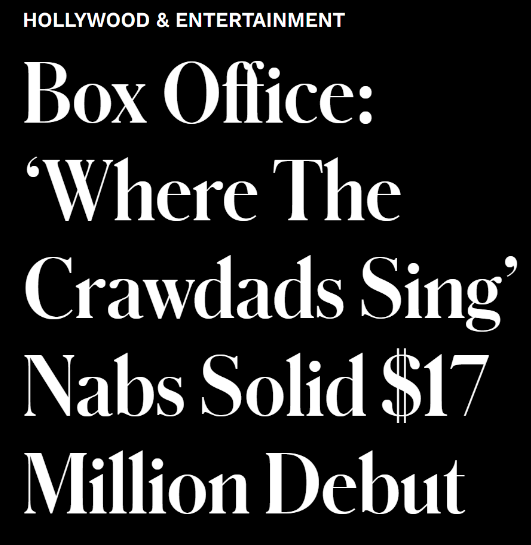 HOLLYWOOD & ENTERTAINMENT
Box Office:
‘Where The
Crawdads Sing’
Nabs Solid $17
Million Debut